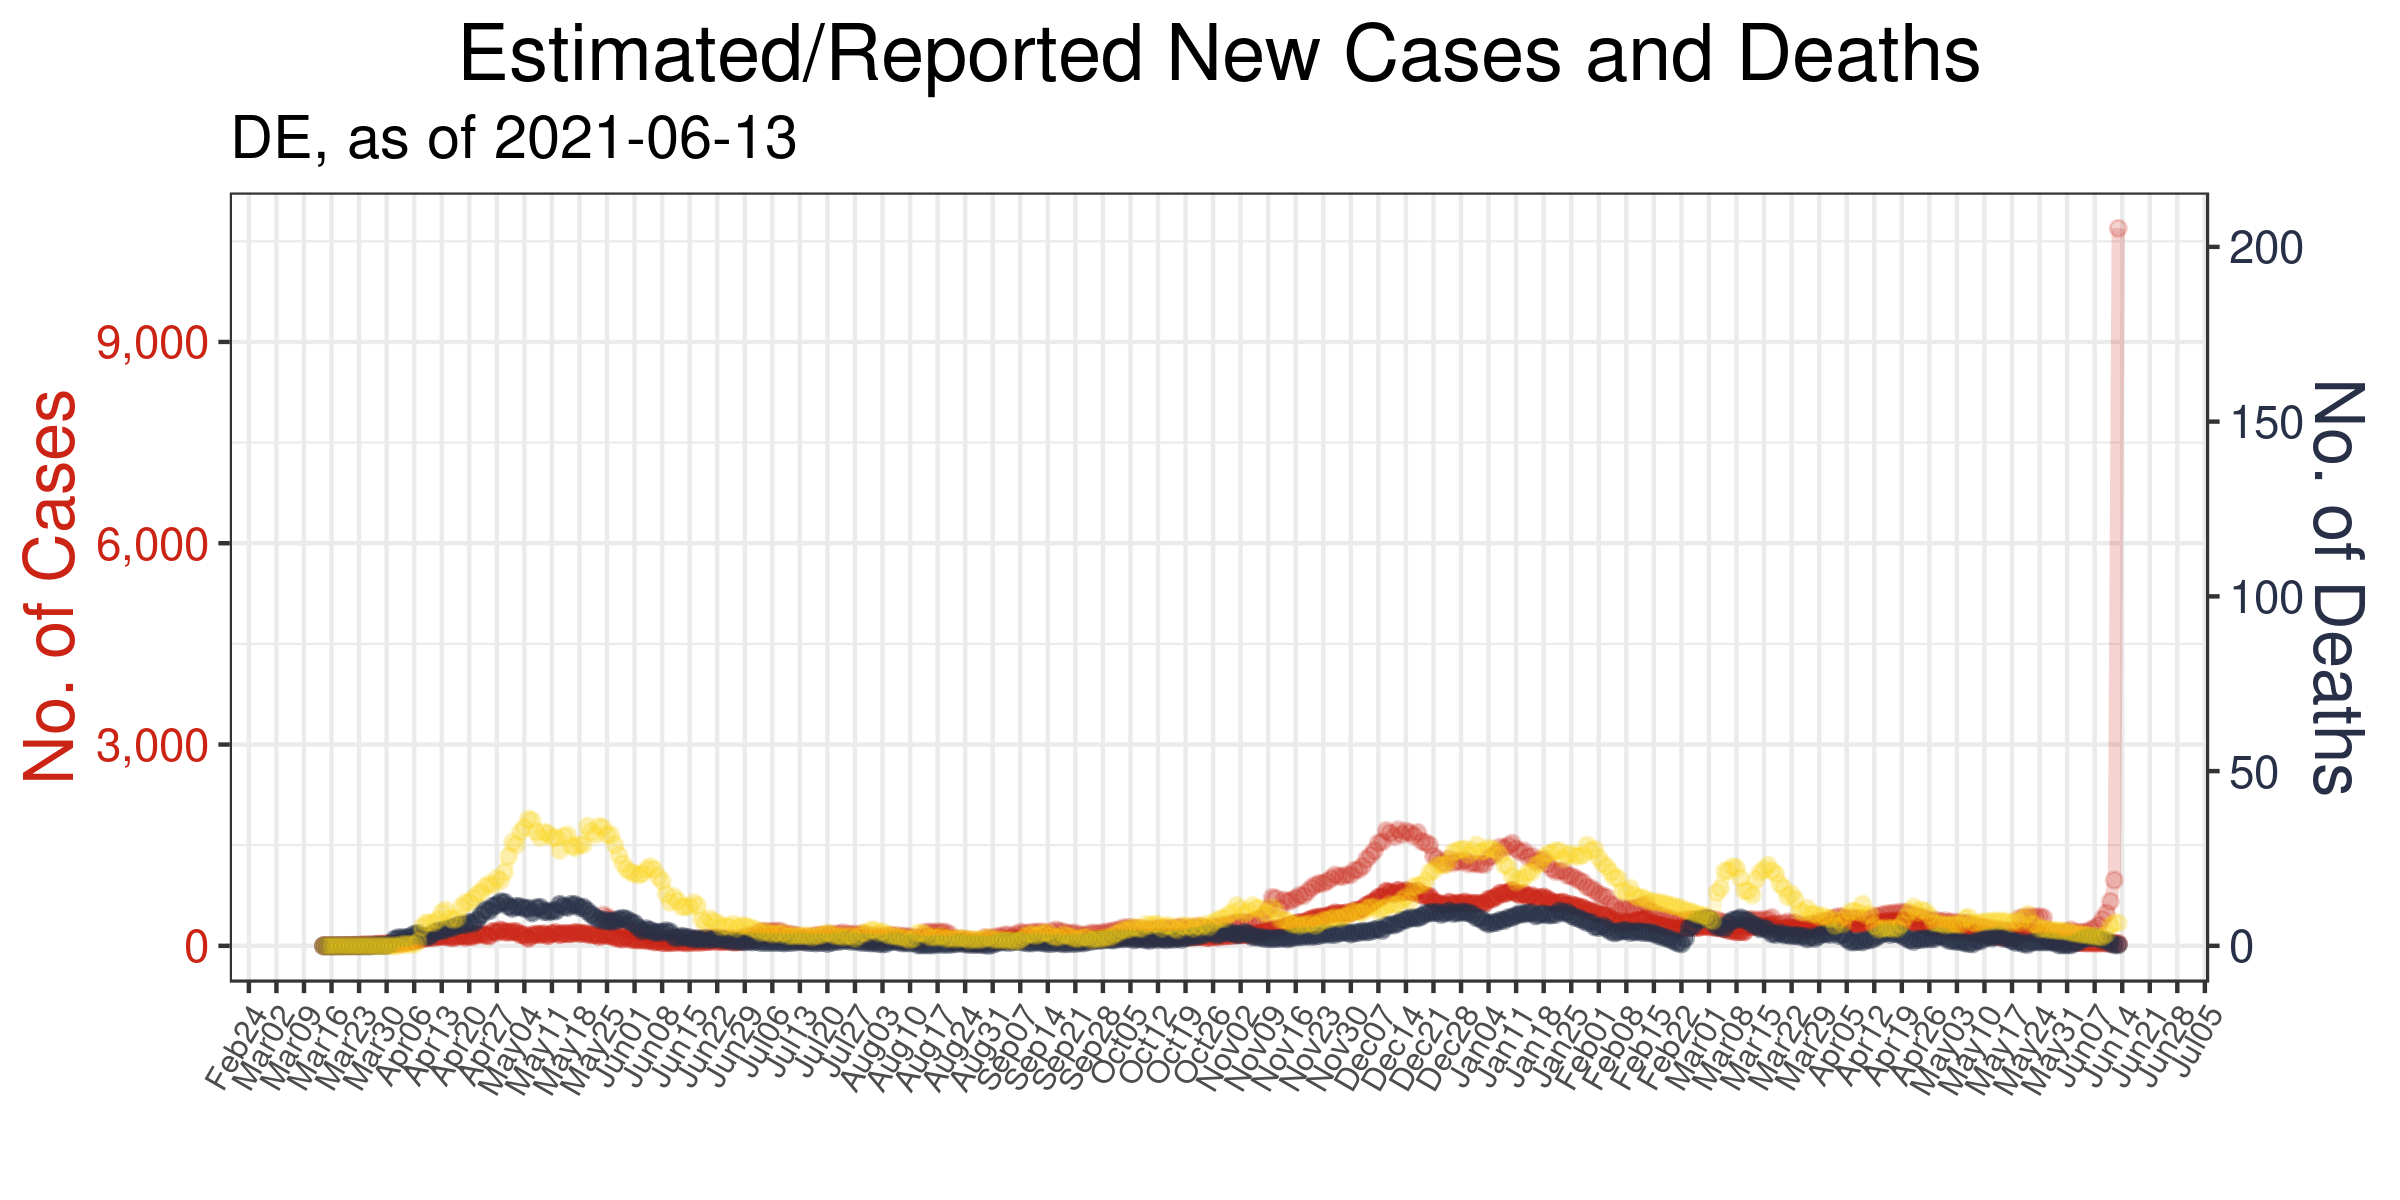 Estimated/Reported New Cases and Deaths
DE, as of 2021-06-13
No. of Cases
9,000
6,000
3,000
0
200
150
100
50
0
No. of Deaths
Feb24
Mar02
Mar09
Mar16
Mar23
Mar30
Apr06
Apr13
Apr20
Apr27
May04
May11
May18
May25
Jun01
Jun08
Jun15
Jun22
Jun29
Jul06
Jul13
Jul20
Jul27
Aug03
Aug10
Aug17
Aug24
Aug31
Sep07
Sep14
Sep21
Sep28
Oct05
Oct12
Oct19
Oct26
Nov02
Nov09
Nov16
Nov23
Nov30
Dec07
Dec14
Dec21
Dec28
Jan04
Jan11
Jan18
Jan25
Feb01
Feb08
Feb15
Feb22
Mar01
Mar08
Mar15
Mar22
Mar29
Apr05
Apr12
Apr19
Apr26
May03
May10
May17
May24
May31
Jun07
Jun14
Jun21
Jun28
Jul05